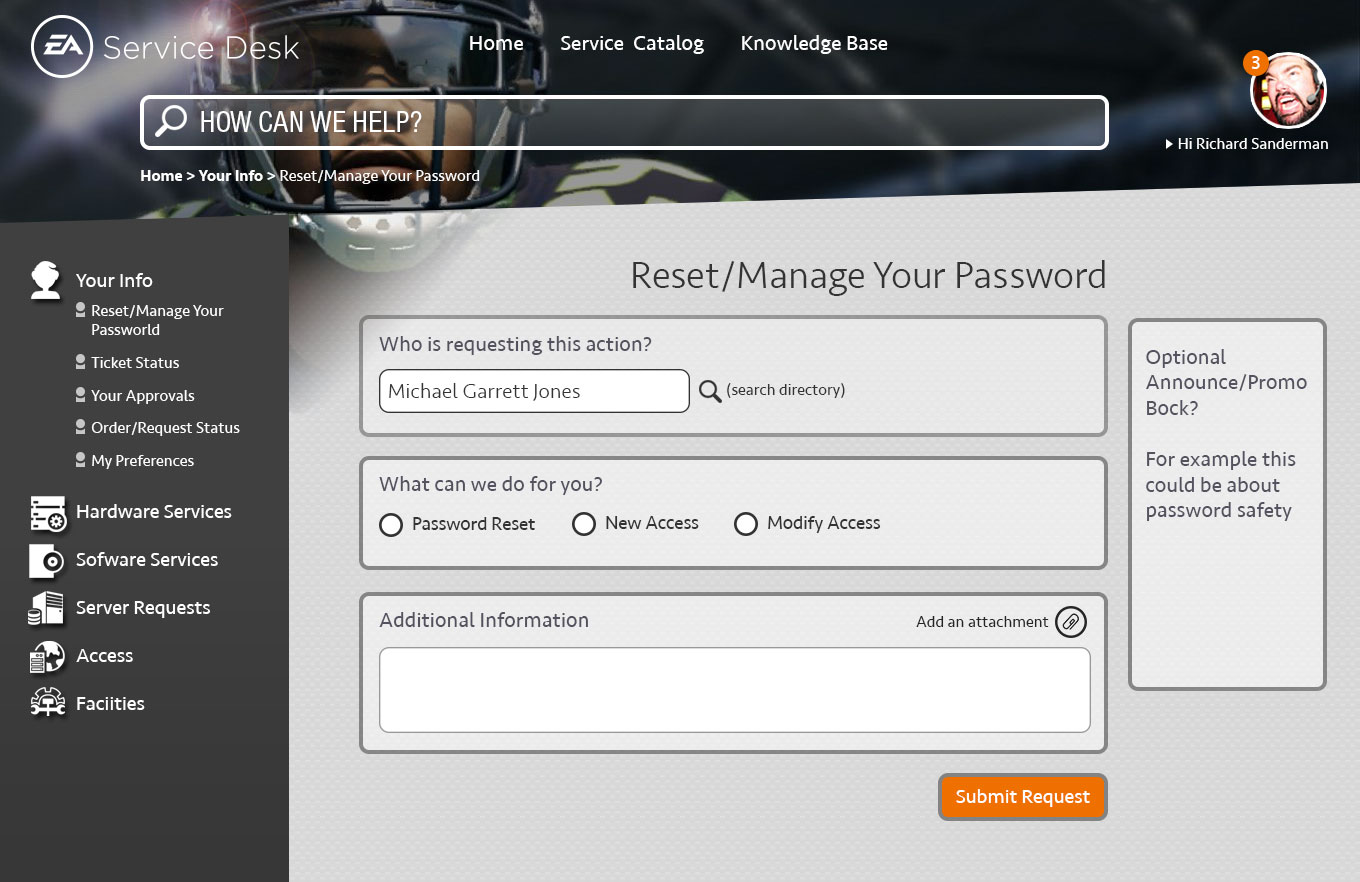 EA Service Desk
Home
Service Catalog
Knowledge Base
3
HOW CAN WE HELP?
Hi Richard Sanderman
Home > Your Info > Reset/Manage Your Password
Your Info
Reset/Manage Your
Passworld
Ticket Status
Your Approvals
Order/Request Status
My Preferences
Hardware Services
Sofware Services
Server Requests
Access
Faciities
Reset/Manage Your Password
Who is requesting this action?
Michael Garrett Jones
(search directory)
What can we do for you?
Password Reset
New Access
Modify Access
Additional Information
Add an attachment
Submit Request
Optional
Announce/Promo
Bock?
For example this
could be about
password safety